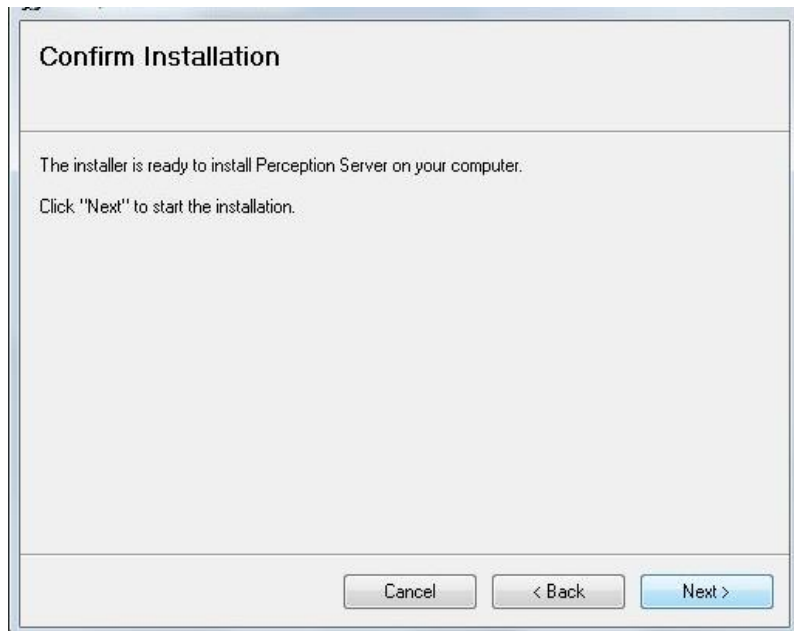 Confirm Installation
The installer is ready to install Perception Server on your computer.
Click "Next" to start the installation.
Cancel
< Back
Next >